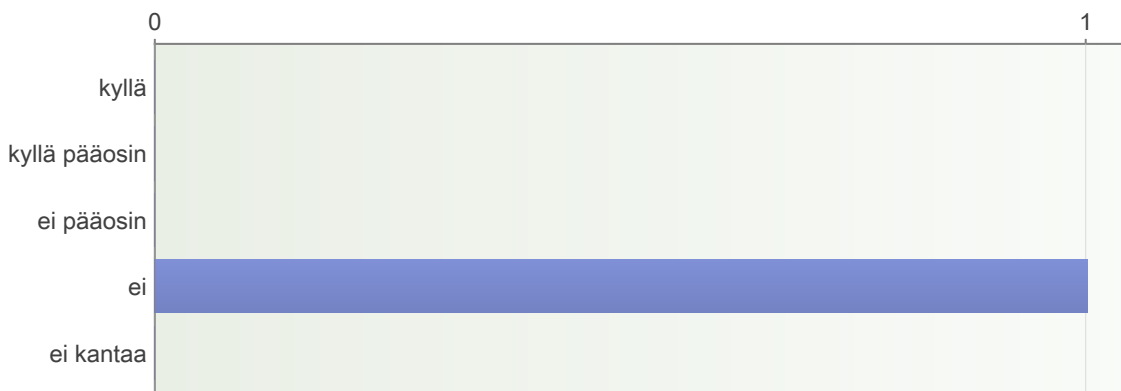 0 1
kyllä
kyllä pääosin
ei pääosin
ei
ei kantaa